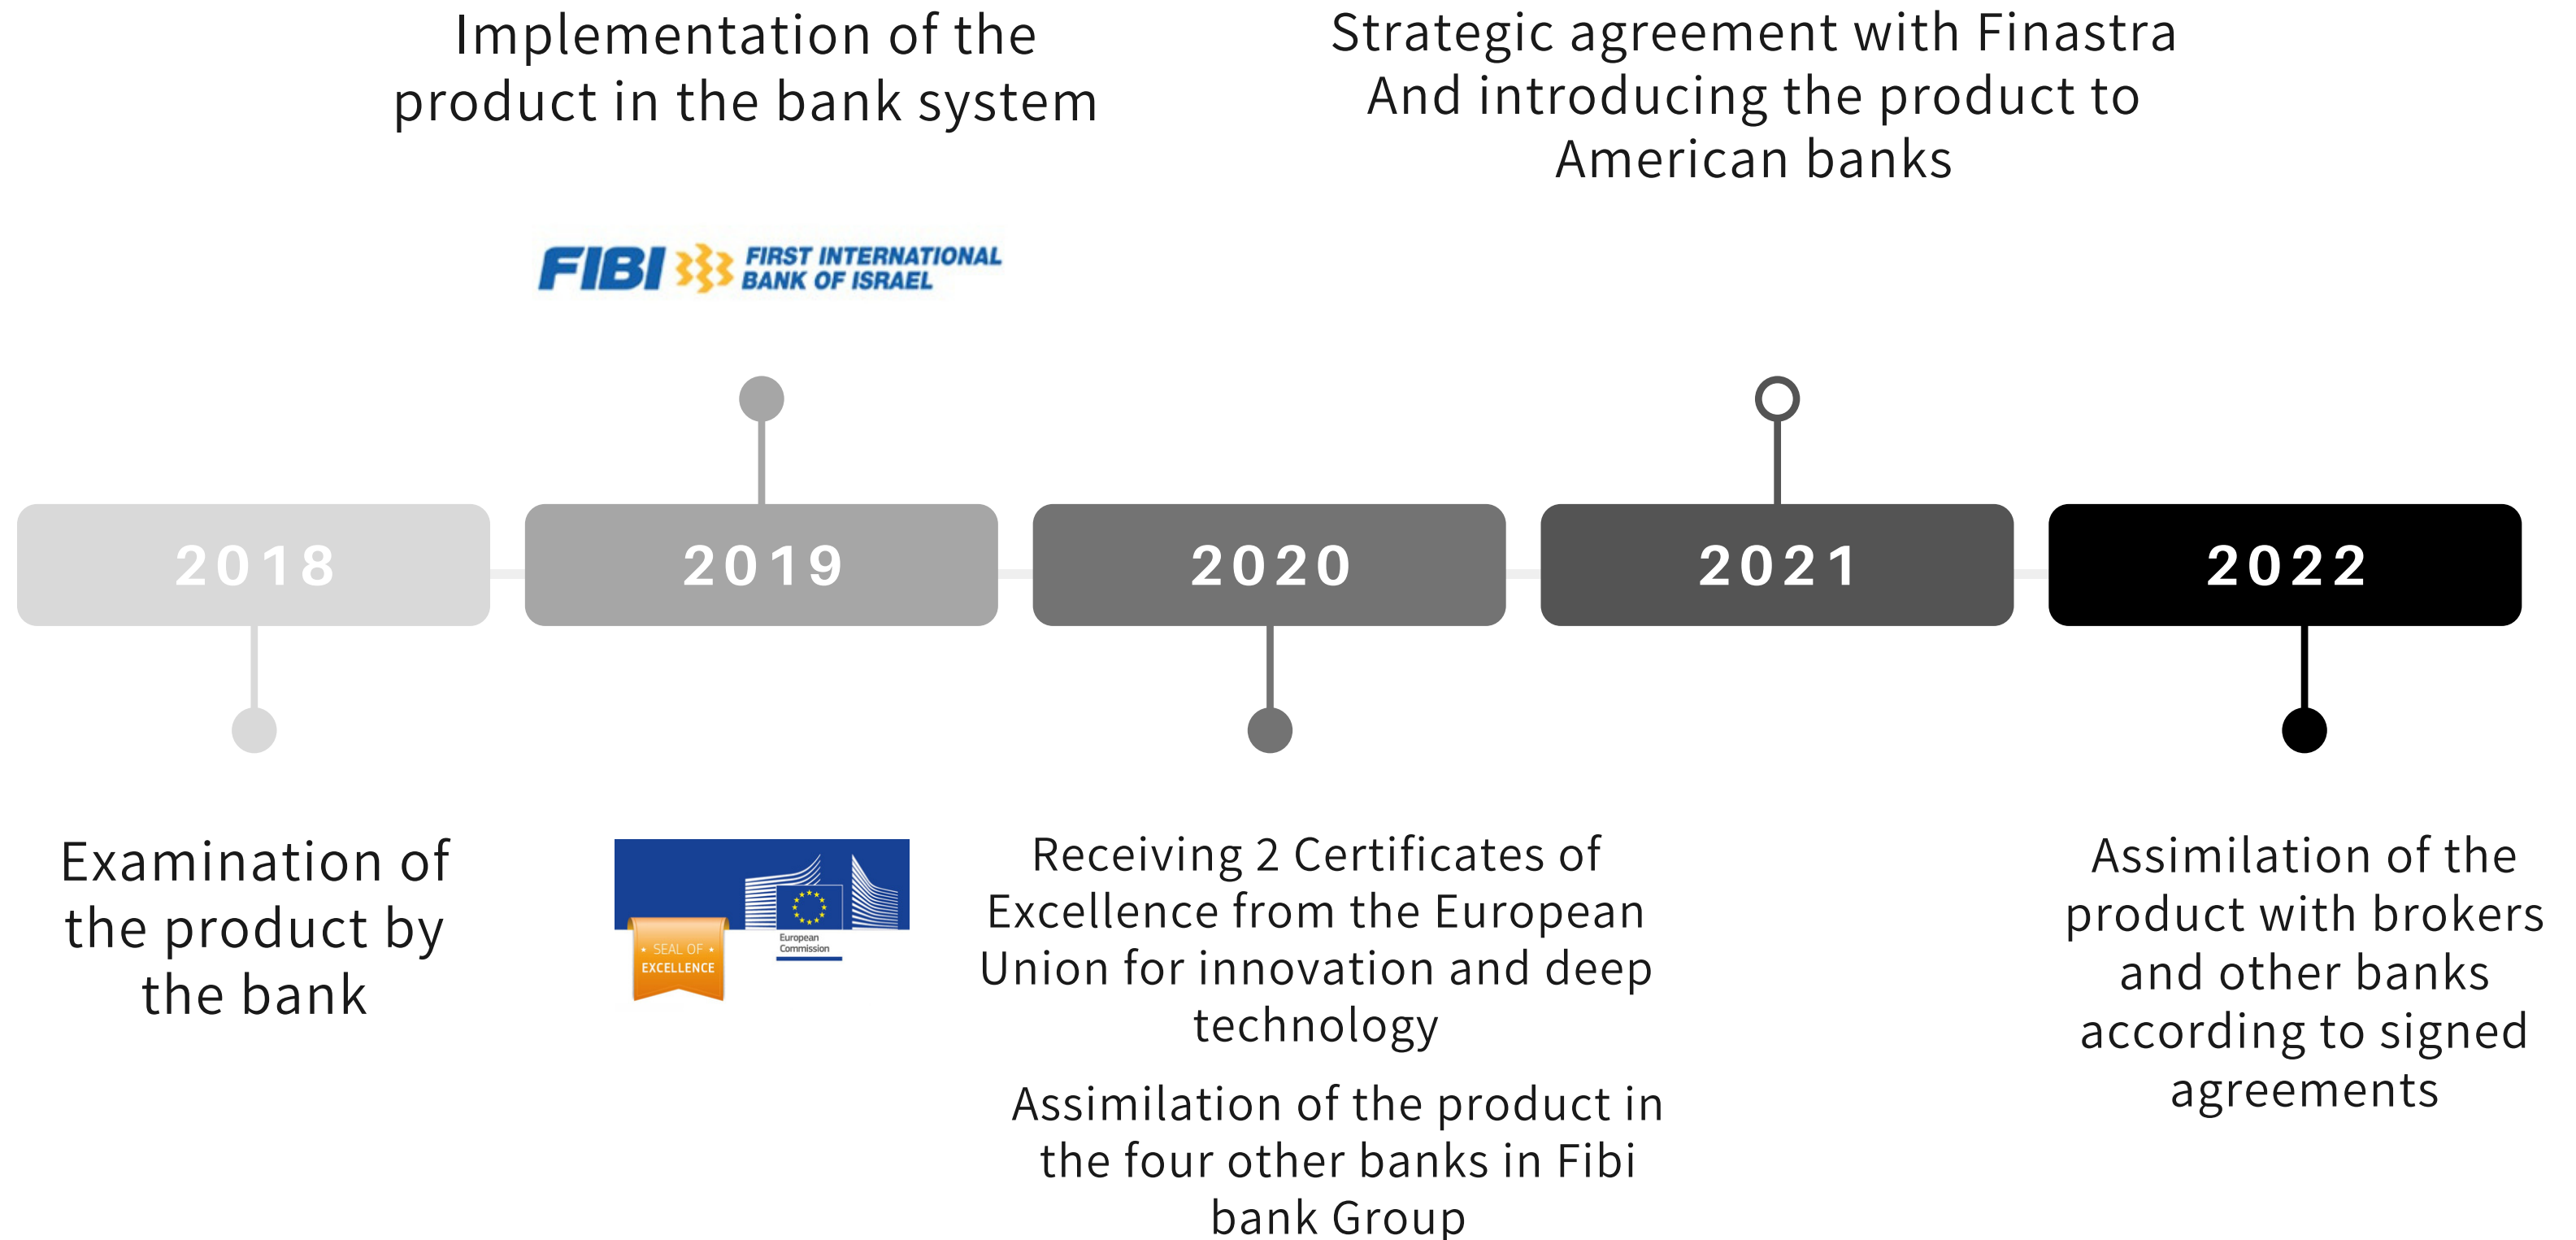 Implementation of the
product in the bank system
Strategic agreement with Finastra
And introducing the product to
American banks
FIBI FIRST INTERNATIONAL
BANK OF ISRAEL
2018
2019
2020
2021
2022
Examination of
the product by
the bank
European
Commission
• SEAL OF •
EXCELLENCE
Receiving 2 Certificates of
Excellence from the European
Union for innovation and deep
technology
Assimilation of the product in
the four other banks in Fibi
bank Group
Assimilation of the
product with brokers
and other banks
according to signed
agreements